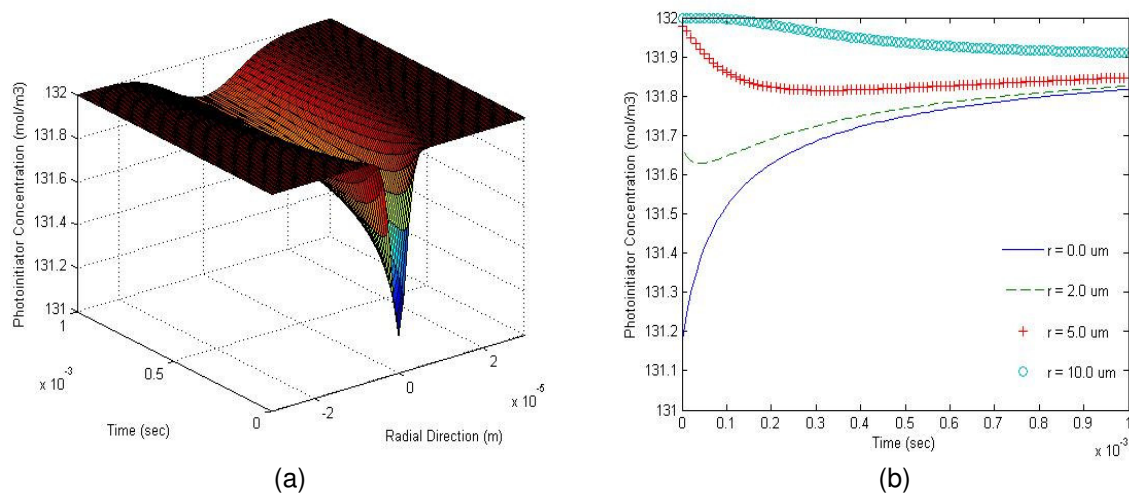 132
131.8
131.6
131.4
131.2
131
Photoinitiator Concentration (mol/m3)
1
0.5
0
x 10⁻³
Time (sec)
-2
0
2
x 10⁻⁵
Radial Direction (m)
(a)
132
131.9
131.8
131.7
131.6
131.5
131.4
131.3
131.2
131.1
131
Photoinitiator Concentration (mol/m3)
r = 0.0 um
r = 2.0 um
r = 5.0 um
r = 10.0 um
0 0.1 0.2 0.3 0.4 0.5 0.6 0.7 0.8 0.9 1
Time (sec)
x 10⁻³
(b)